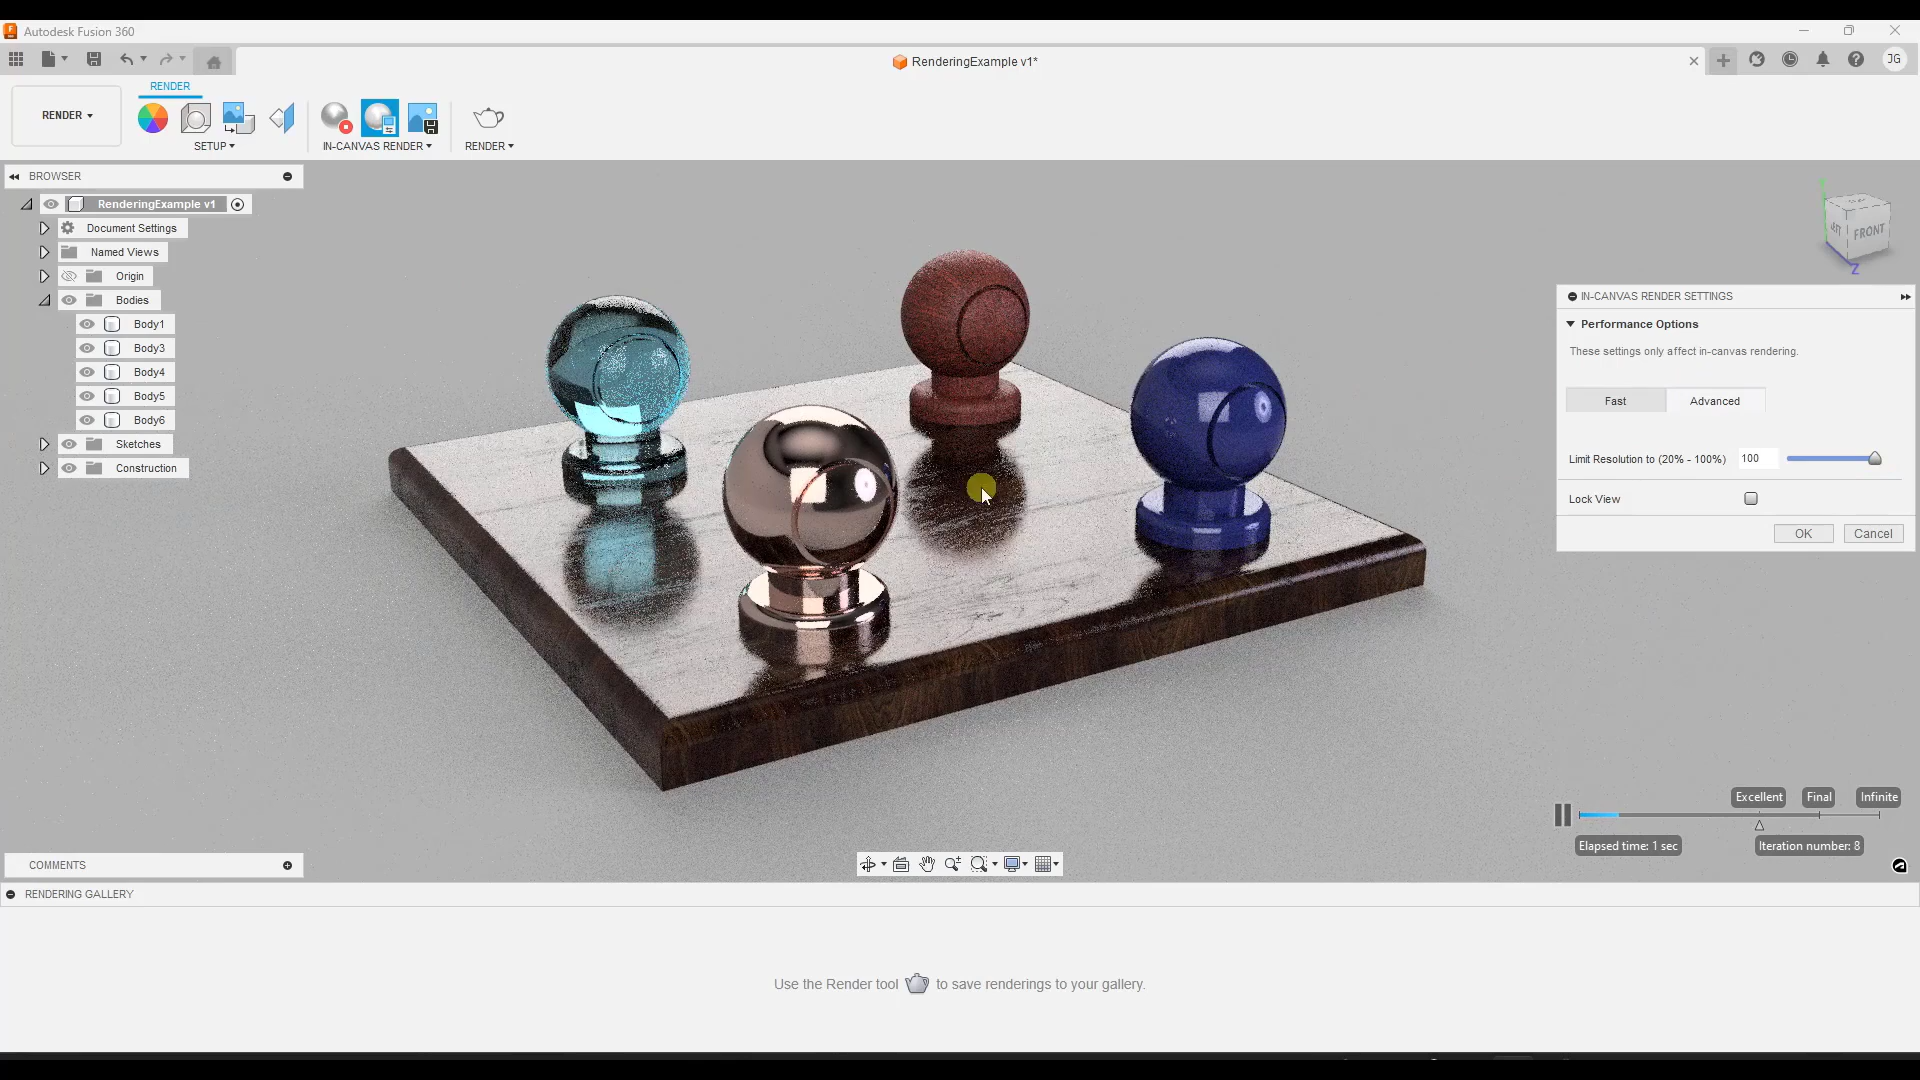 Autodesk Fusion 360
RenderingExample v1*
JG
RENDER
RENDER
SETUP
IN-CANVAS RENDER
RENDER
BROWSER
RenderingExample v1
Document Settings
Named Views
Origin
Bodies
Body1
Body3
Body4
Body5
Body6
Sketches
Construction
FRONT
Z
IN-CANVAS RENDER SETTINGS
Performance Options
These settings only affect in-canvas rendering.
Fast Advanced
Limit Resolution to (20% - 100%) 100
Lock View
OK Cancel
Excellent Final Infinite
Elapsed time: 1 sec Iteration number: 8
COMMENTS
RENDERING GALLERY
Use the Render tool to save renderings to your gallery.